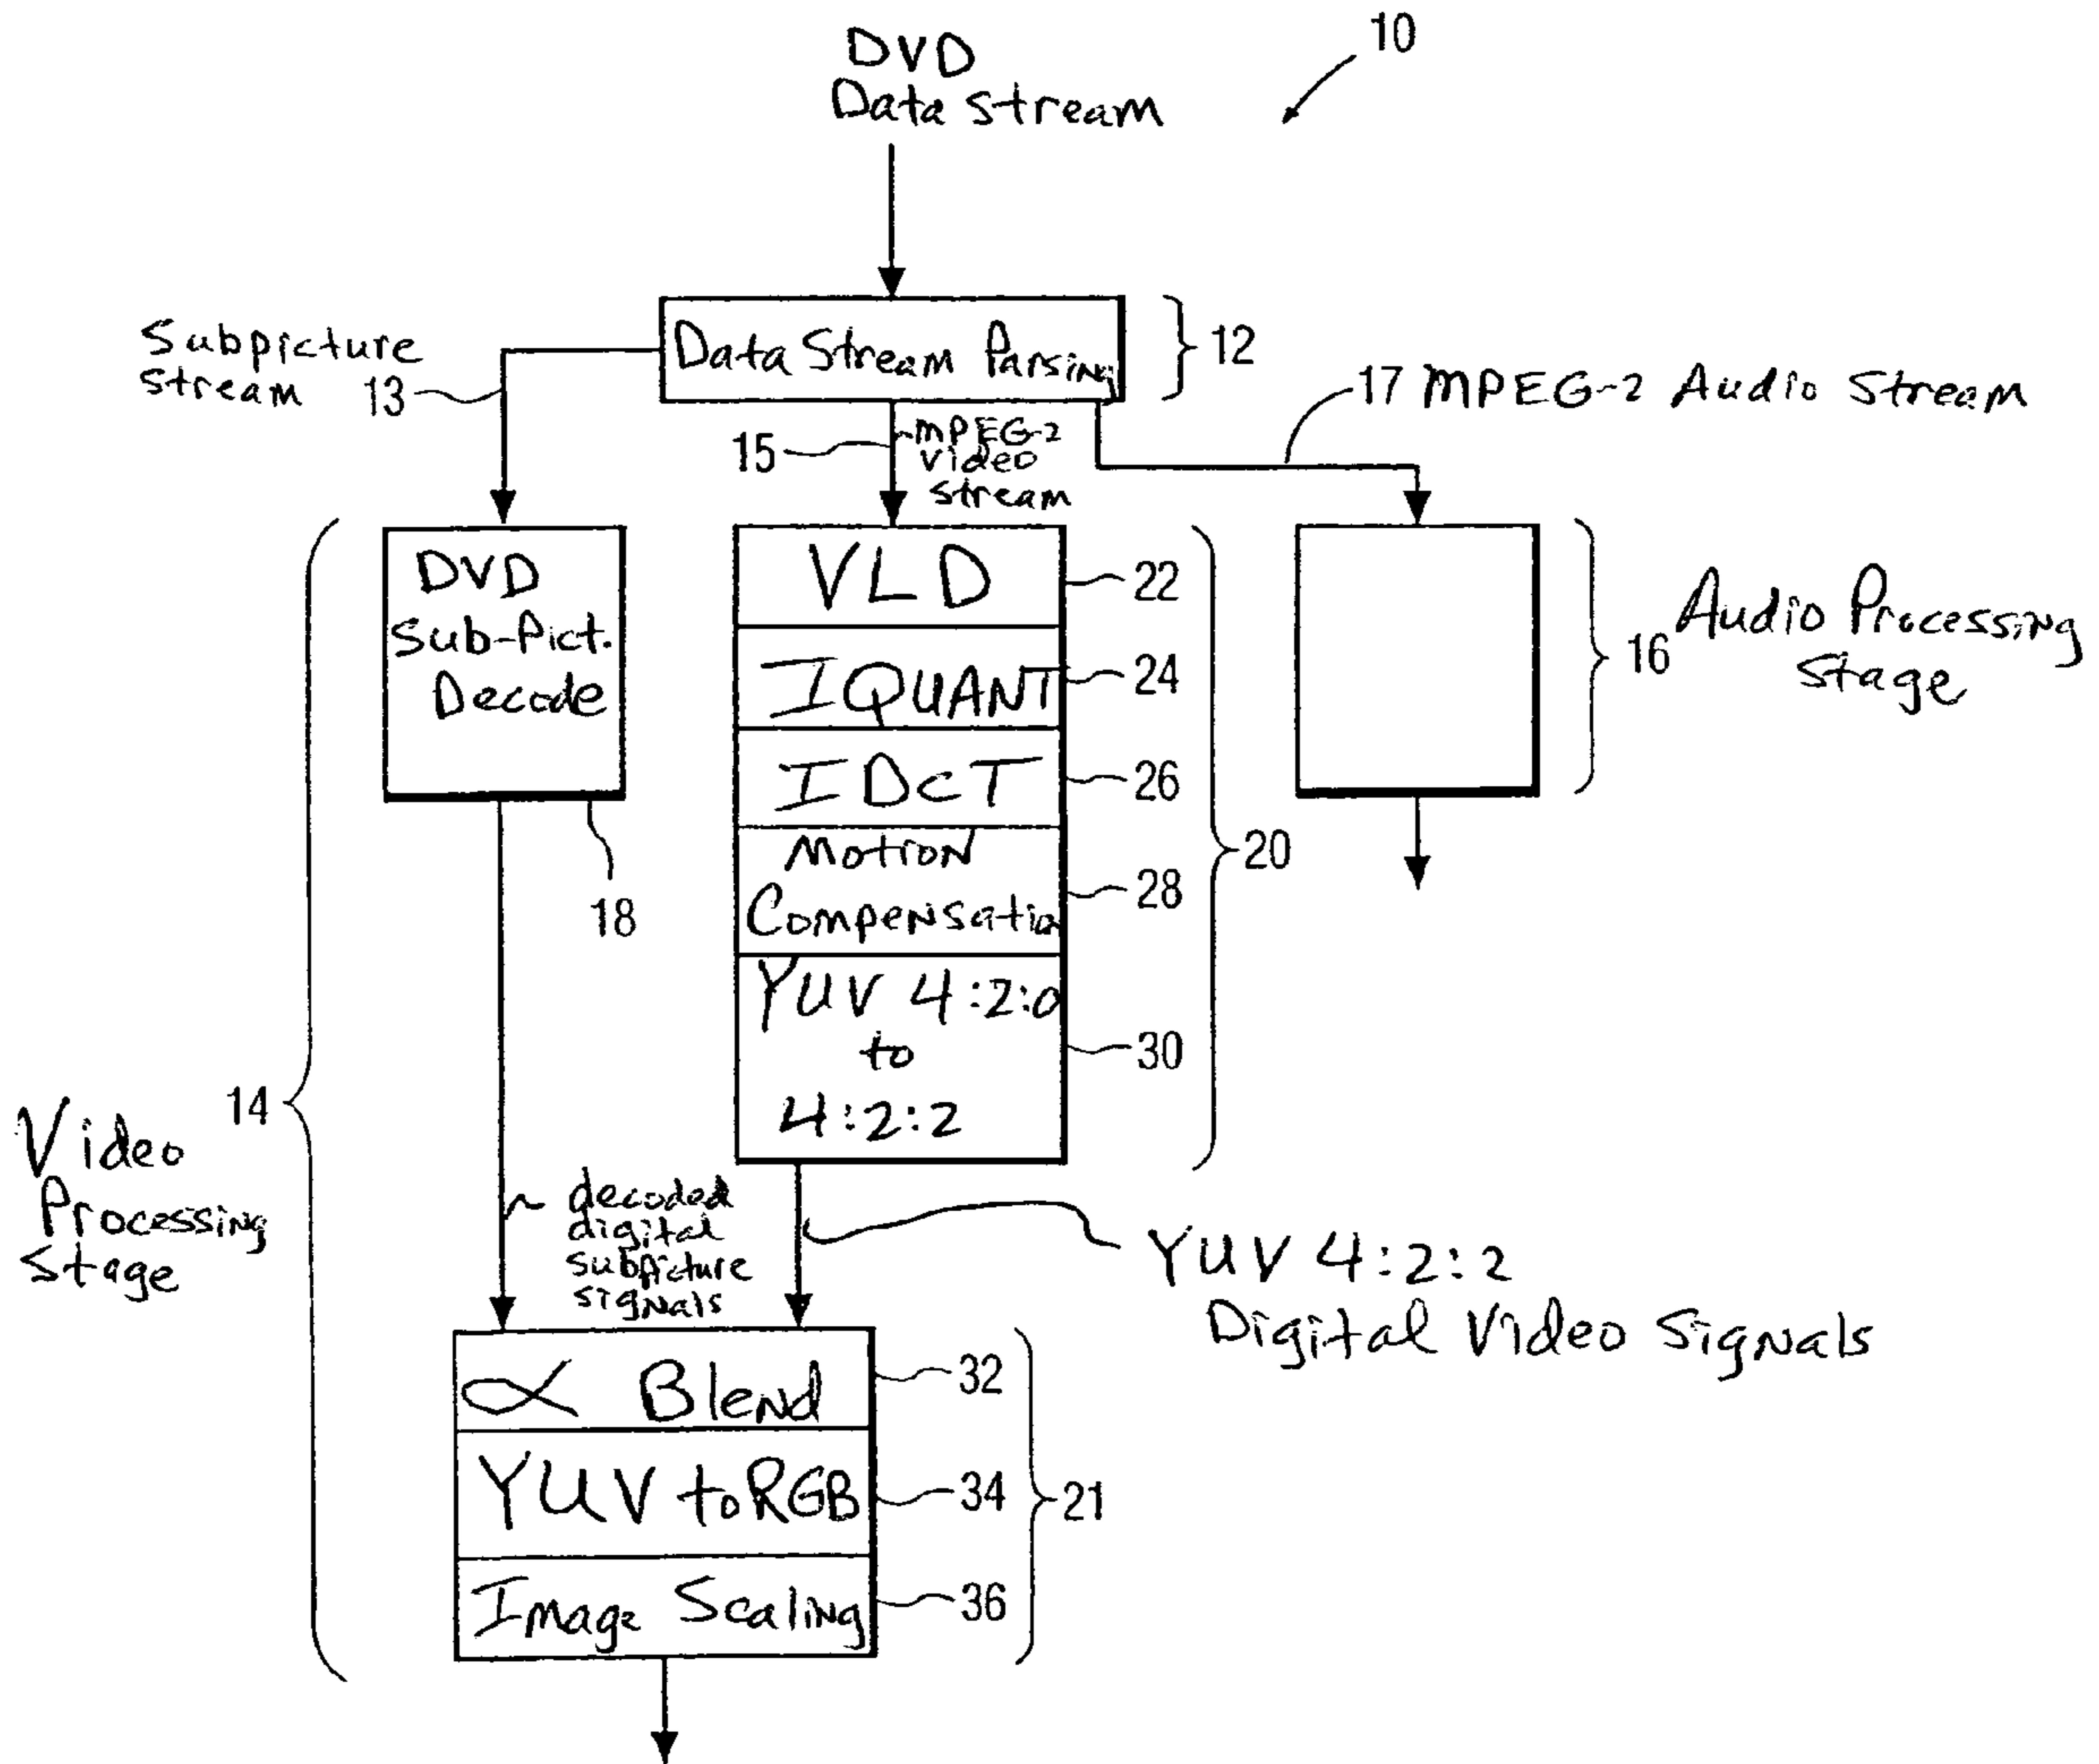 DVD
Data Stream
10
Data Stream Parsing
12
Subpicture
stream
13
15
MPEG-2
Video
stream
17 MPEG-2 Audio Stream
DVD
Sub-Pict.
Decode
18
VLD
22
IQUANT
24
IDCT
26
Motion
Compensation
28
YUV 4:2:0
to
4:2:2
30
20
16
Audio Processing
Stage
14
Video
Processing
Stage
decoded
digital
subpicture
signals
YUV 4:2:2
Digital Video Signals
∝ Blend
32
YUV to RGB
34
Image Scaling
36
21